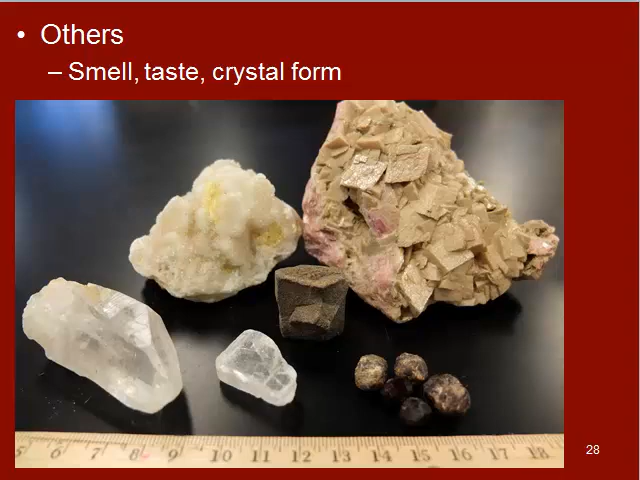 • Others
– Smell, taste, crystal form
5 6 7 8 9 10 11 12 13 14 15 16 17 18
28